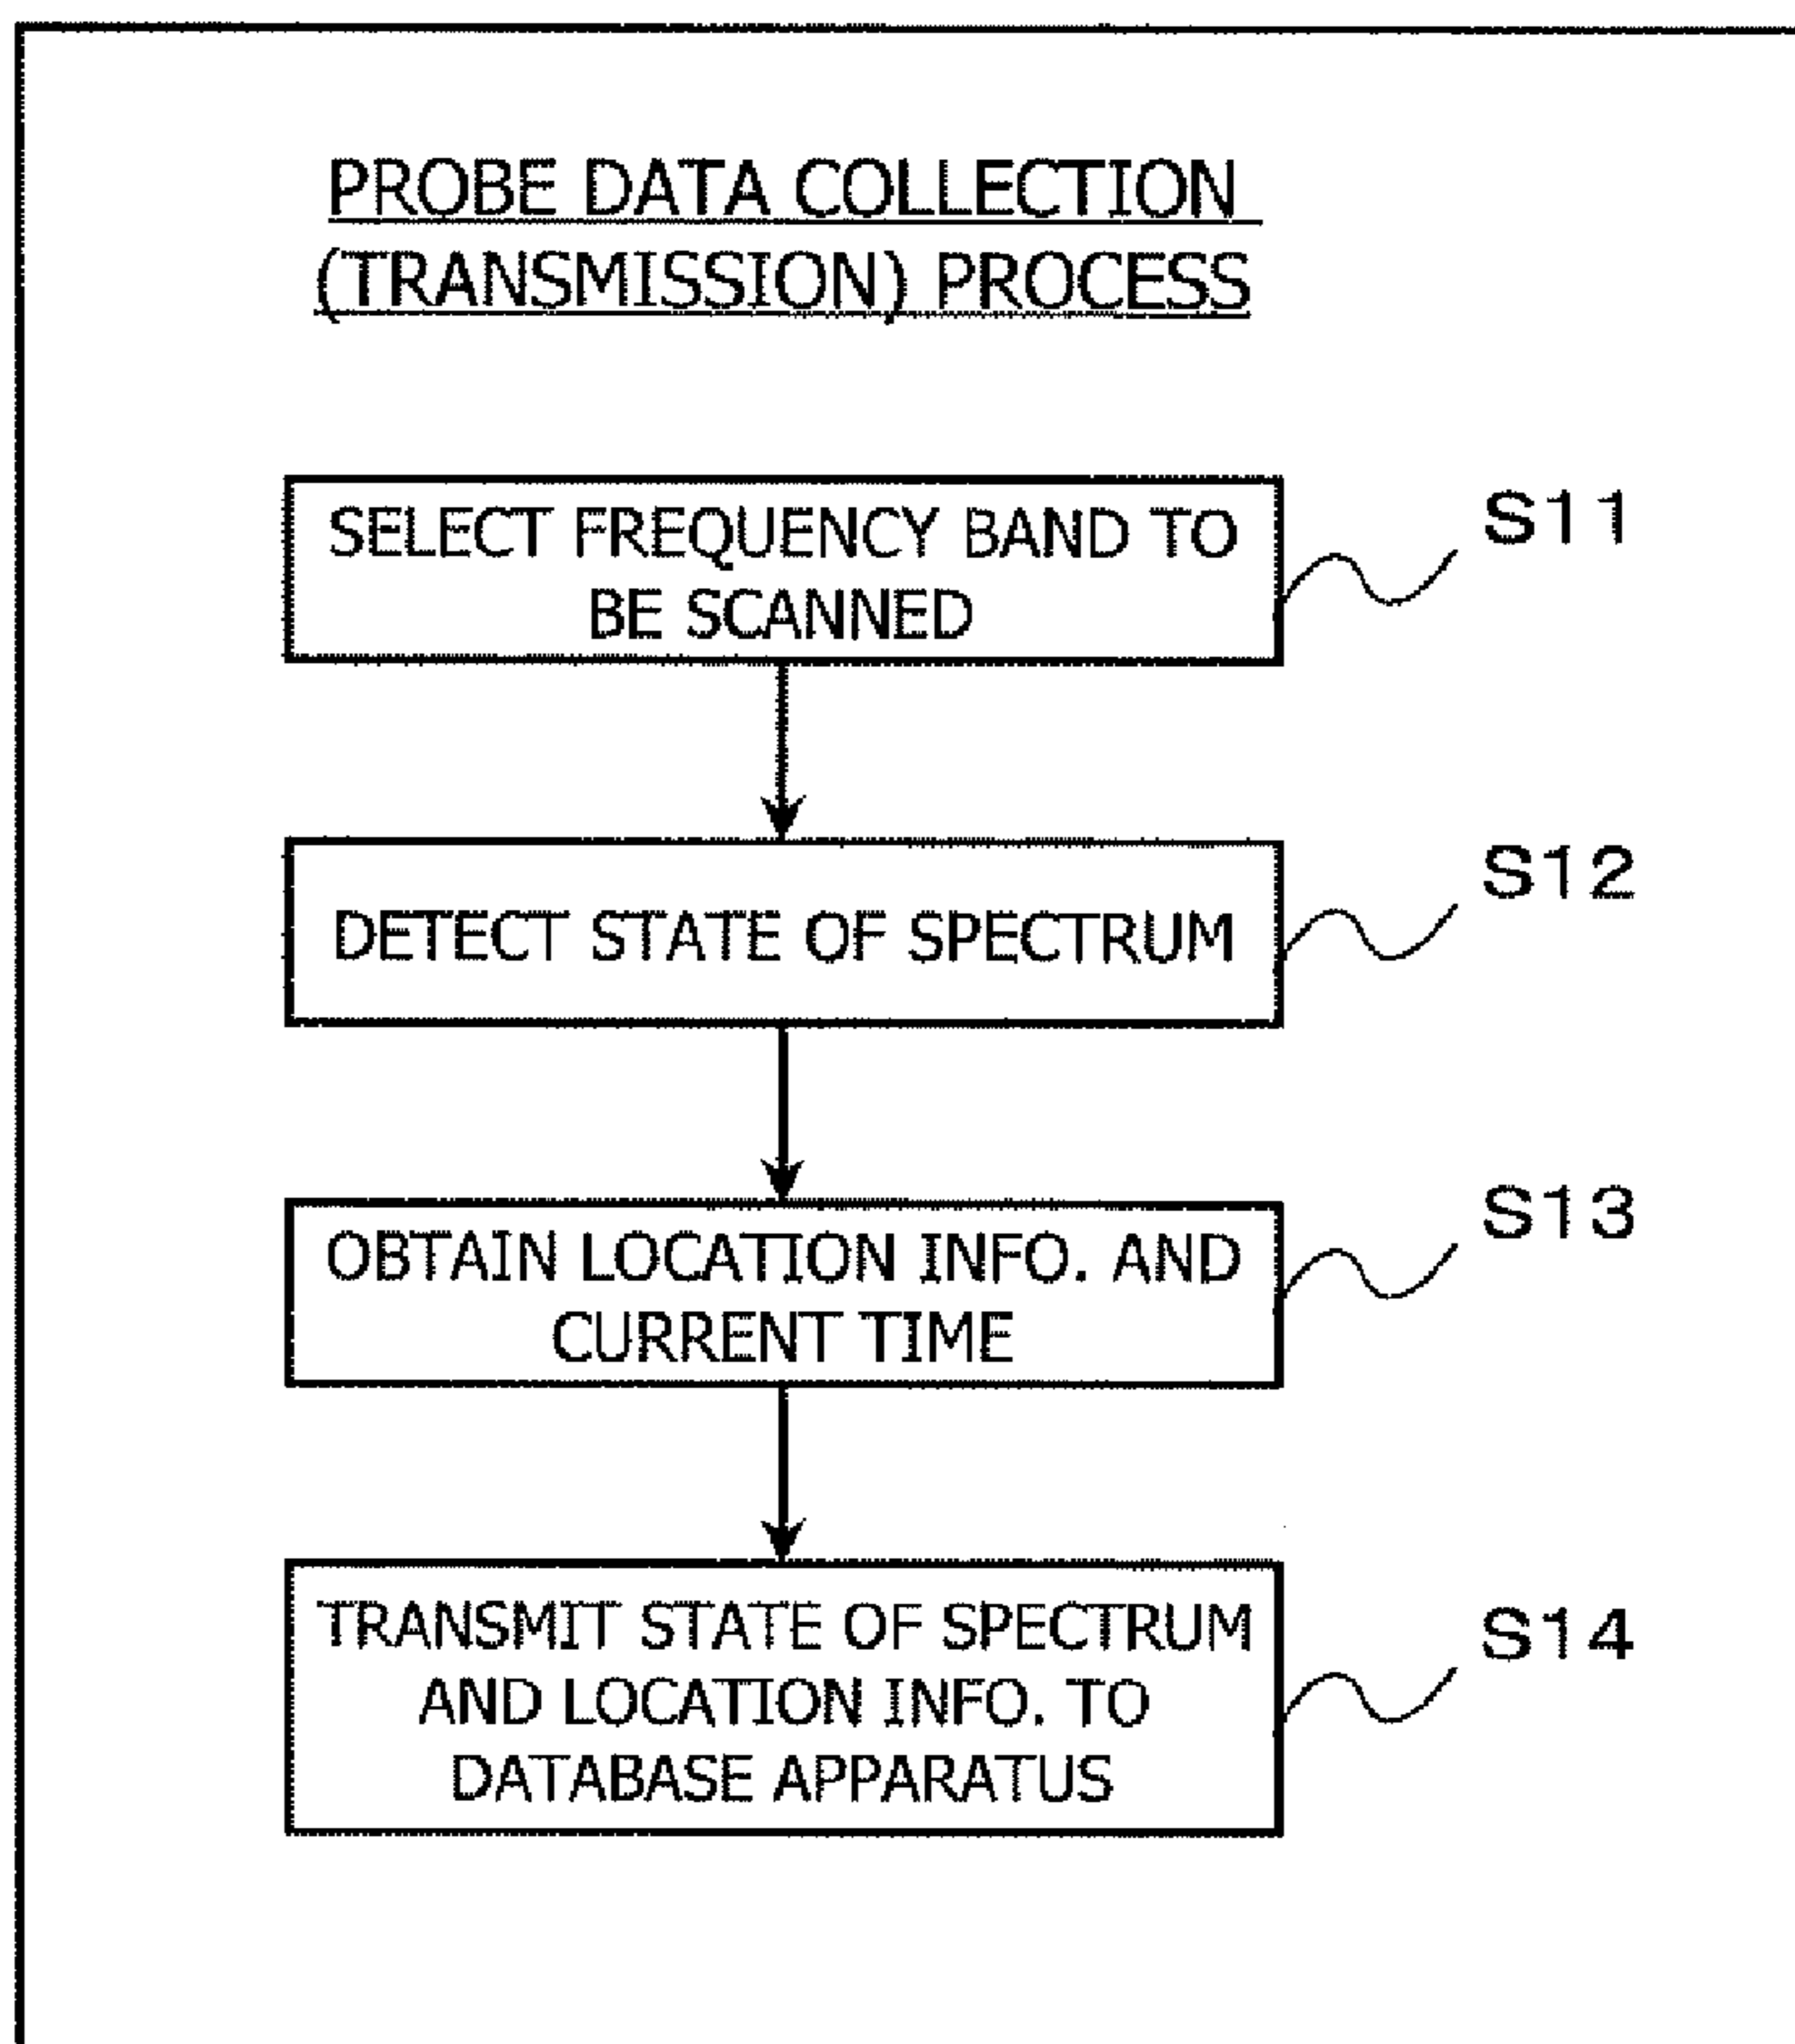 PROBE DATA COLLECTION
(TRANSMISSION) PROCESS
SELECT FREQUENCY BAND TO
BE SCANNED
S11
DETECT STATE OF SPECTRUM
S12
OBTAIN LOCATION INFO. AND
CURRENT TIME
S13
TRANSMIT STATE OF SPECTRUM
AND LOCATION INFO. TO
DATABASE APPARATUS
S14